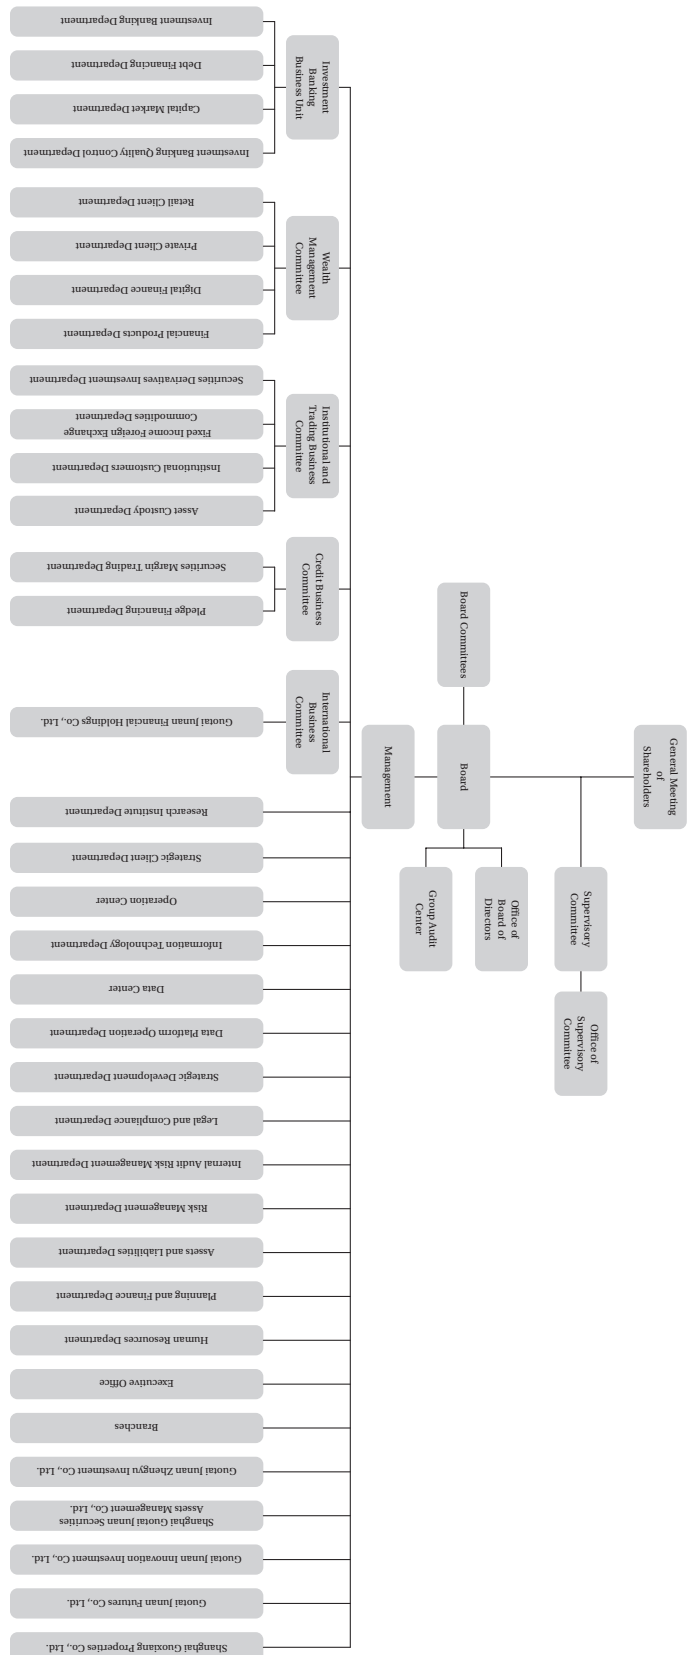 General Meeting
of
Shareholders
Supervisory
Committee
Office of
Supervisory
Committee
Board Committees
Board
Office of
Board of
Directors
Group Audit
Center
Management
Investment
Banking
Business Unit
Investment Banking Department
Debt Financing Department
Capital Market Department
Investment Banking Quality Control Department
Wealth
Management
Committee
Retail Client Department
Private Client Department
Digital Finance Department
Financial Products Department
Institutional and
Trading Business
Committee
Securities Derivatives Investment Department
Fixed Income Foreign Exchange
Commodities Department
Institutional Customers Department
Asset Custody Department
Credit Business
Committee
Securities Margin Trading Department
Pledge Financing Department
International
Business
Committee
Guotai Junan Financial Holdings Co., Ltd.
Research Institute Department
Strategic Client Department
Operation Center
Information Technology Department
Data Center
Data Platform Operation Department
Strategic Development Department
Legal and Compliance Department
Internal Audit Risk Management Department
Risk Management Department
Assets and Liabilities Department
Planning and Finance Department
Human Resources Department
Executive Office
Branches
Guotai Junan Zhengyu Investment Co., Ltd.
Shanghai Guotai Junan Securities
Assets Management Co., Ltd.
Guotai Junan Innovation Investment Co., Ltd.
Guotai Junan Futures Co., Ltd.
Shanghai Guoxiang Properties Co., Ltd.